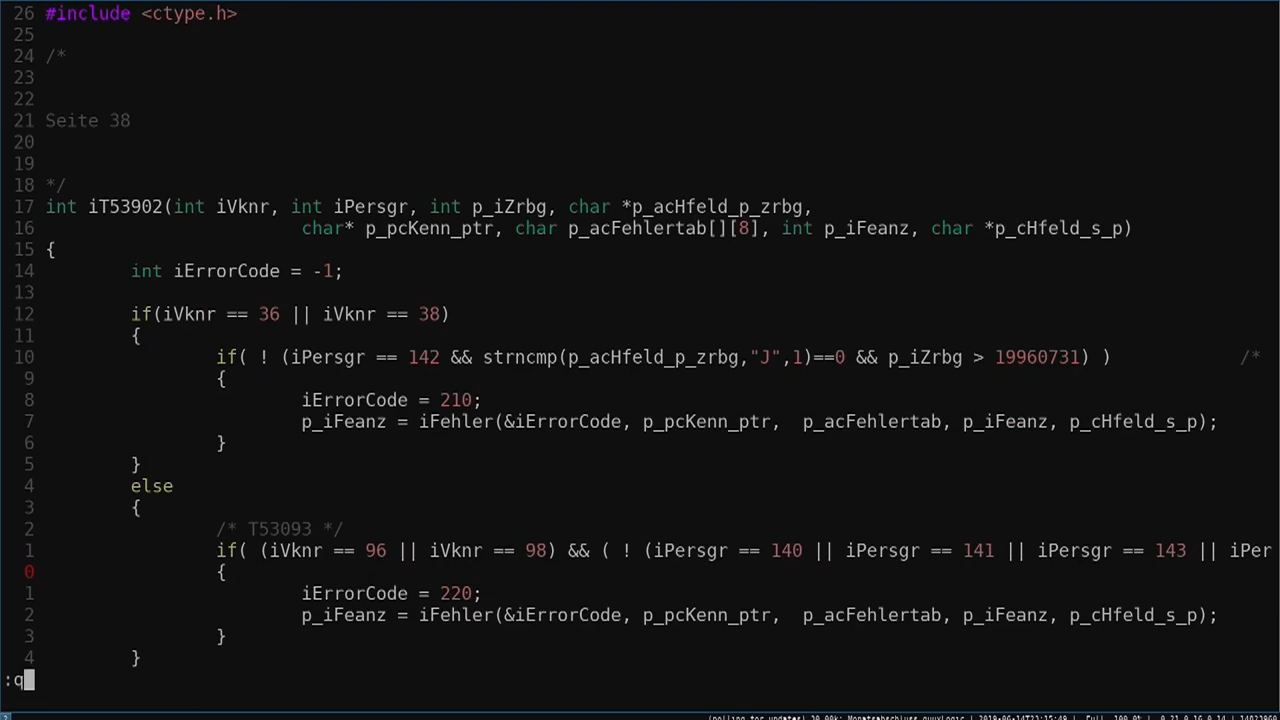 26 #include <ctype.h>
25
24 /*
23
22
21 Seite 38
20
19
18 */
17 int iT53902(int iVknr, int iPersgr, int p_iZrbg, char *p_acHfeld_p_zrbg,
16 char* p_pcKenn_ptr, char p_acFehlertab[][8], int p_iFeanz, char *p_cHfeld_s_p)
15 {
14 int iErrorCode = -1;
13
12 if(iVknr == 36 || iVknr == 38)
11 {
10 if( ! (iPersgr == 142 && strncmp(p_acHfeld_p_zrbg,"J",1)==0 && p_iZrbg > 19960731) ) /*
9 {
8 iErrorCode = 210;
7 p_iFeanz = iFehler(&iErrorCode, p_pcKenn_ptr, p_acFehlertab, p_iFeanz, p_cHfeld_s_p);
6 }
5 }
4 else
3 {
2 /* T53093 */
1 if( (iVknr == 96 || iVknr == 98) && ( ! (iPersgr == 140 || iPersgr == 141 || iPersgr == 143 || iPer
0 {
1 iErrorCode = 220;
2 p_iFeanz = iFehler(&iErrorCode, p_pcKenn_ptr, p_acFehlertab, p_iFeanz, p_cHfeld_s_p);
3 }
4 }
:q